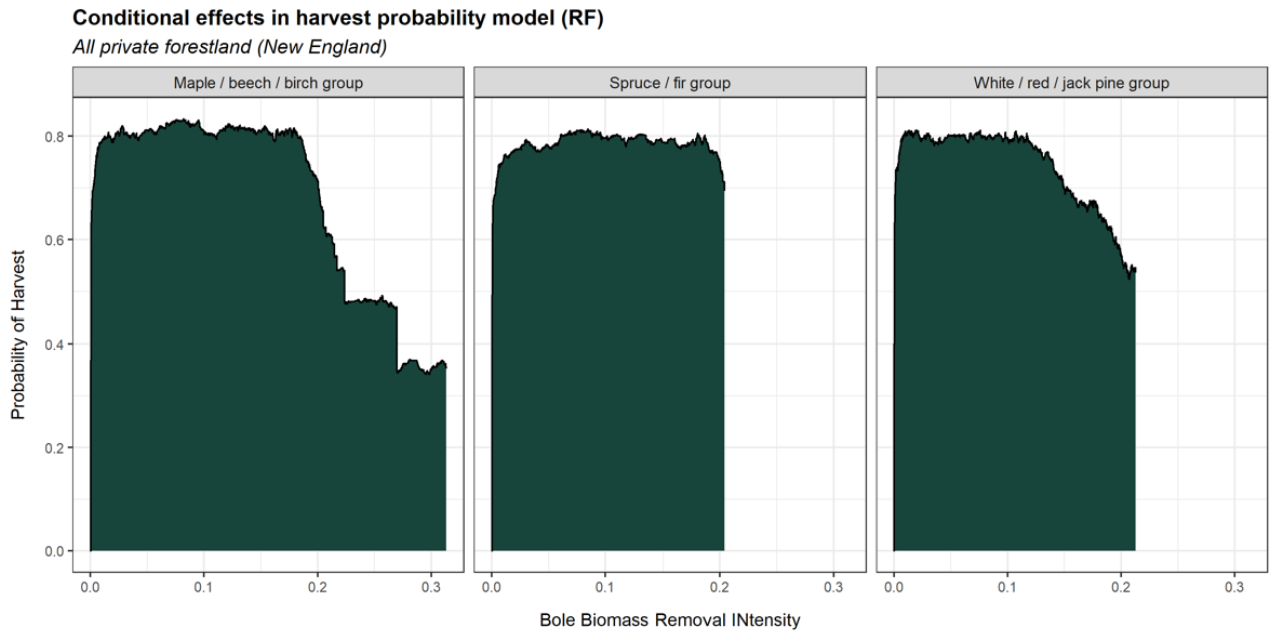 Conditional effects in harvest probability model (RF)
All private forestland (New England)
Maple / beech / birch group
Spruce / fir group
White / red / jack pine group
Probability of Harvest
0.8
0.6
0.4
0.2
0.0
0.0 0.1 0.2 0.3
0.0 0.1 0.2 0.3
0.0 0.1 0.2 0.3
Bole Biomass Removal INtensity